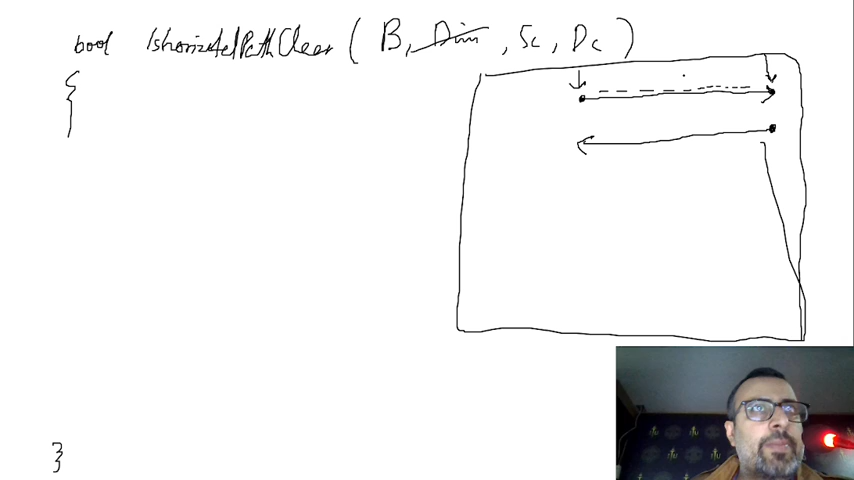 bool IshorizontalPathClear ( B, Dim , Sc, Dc )
{
}